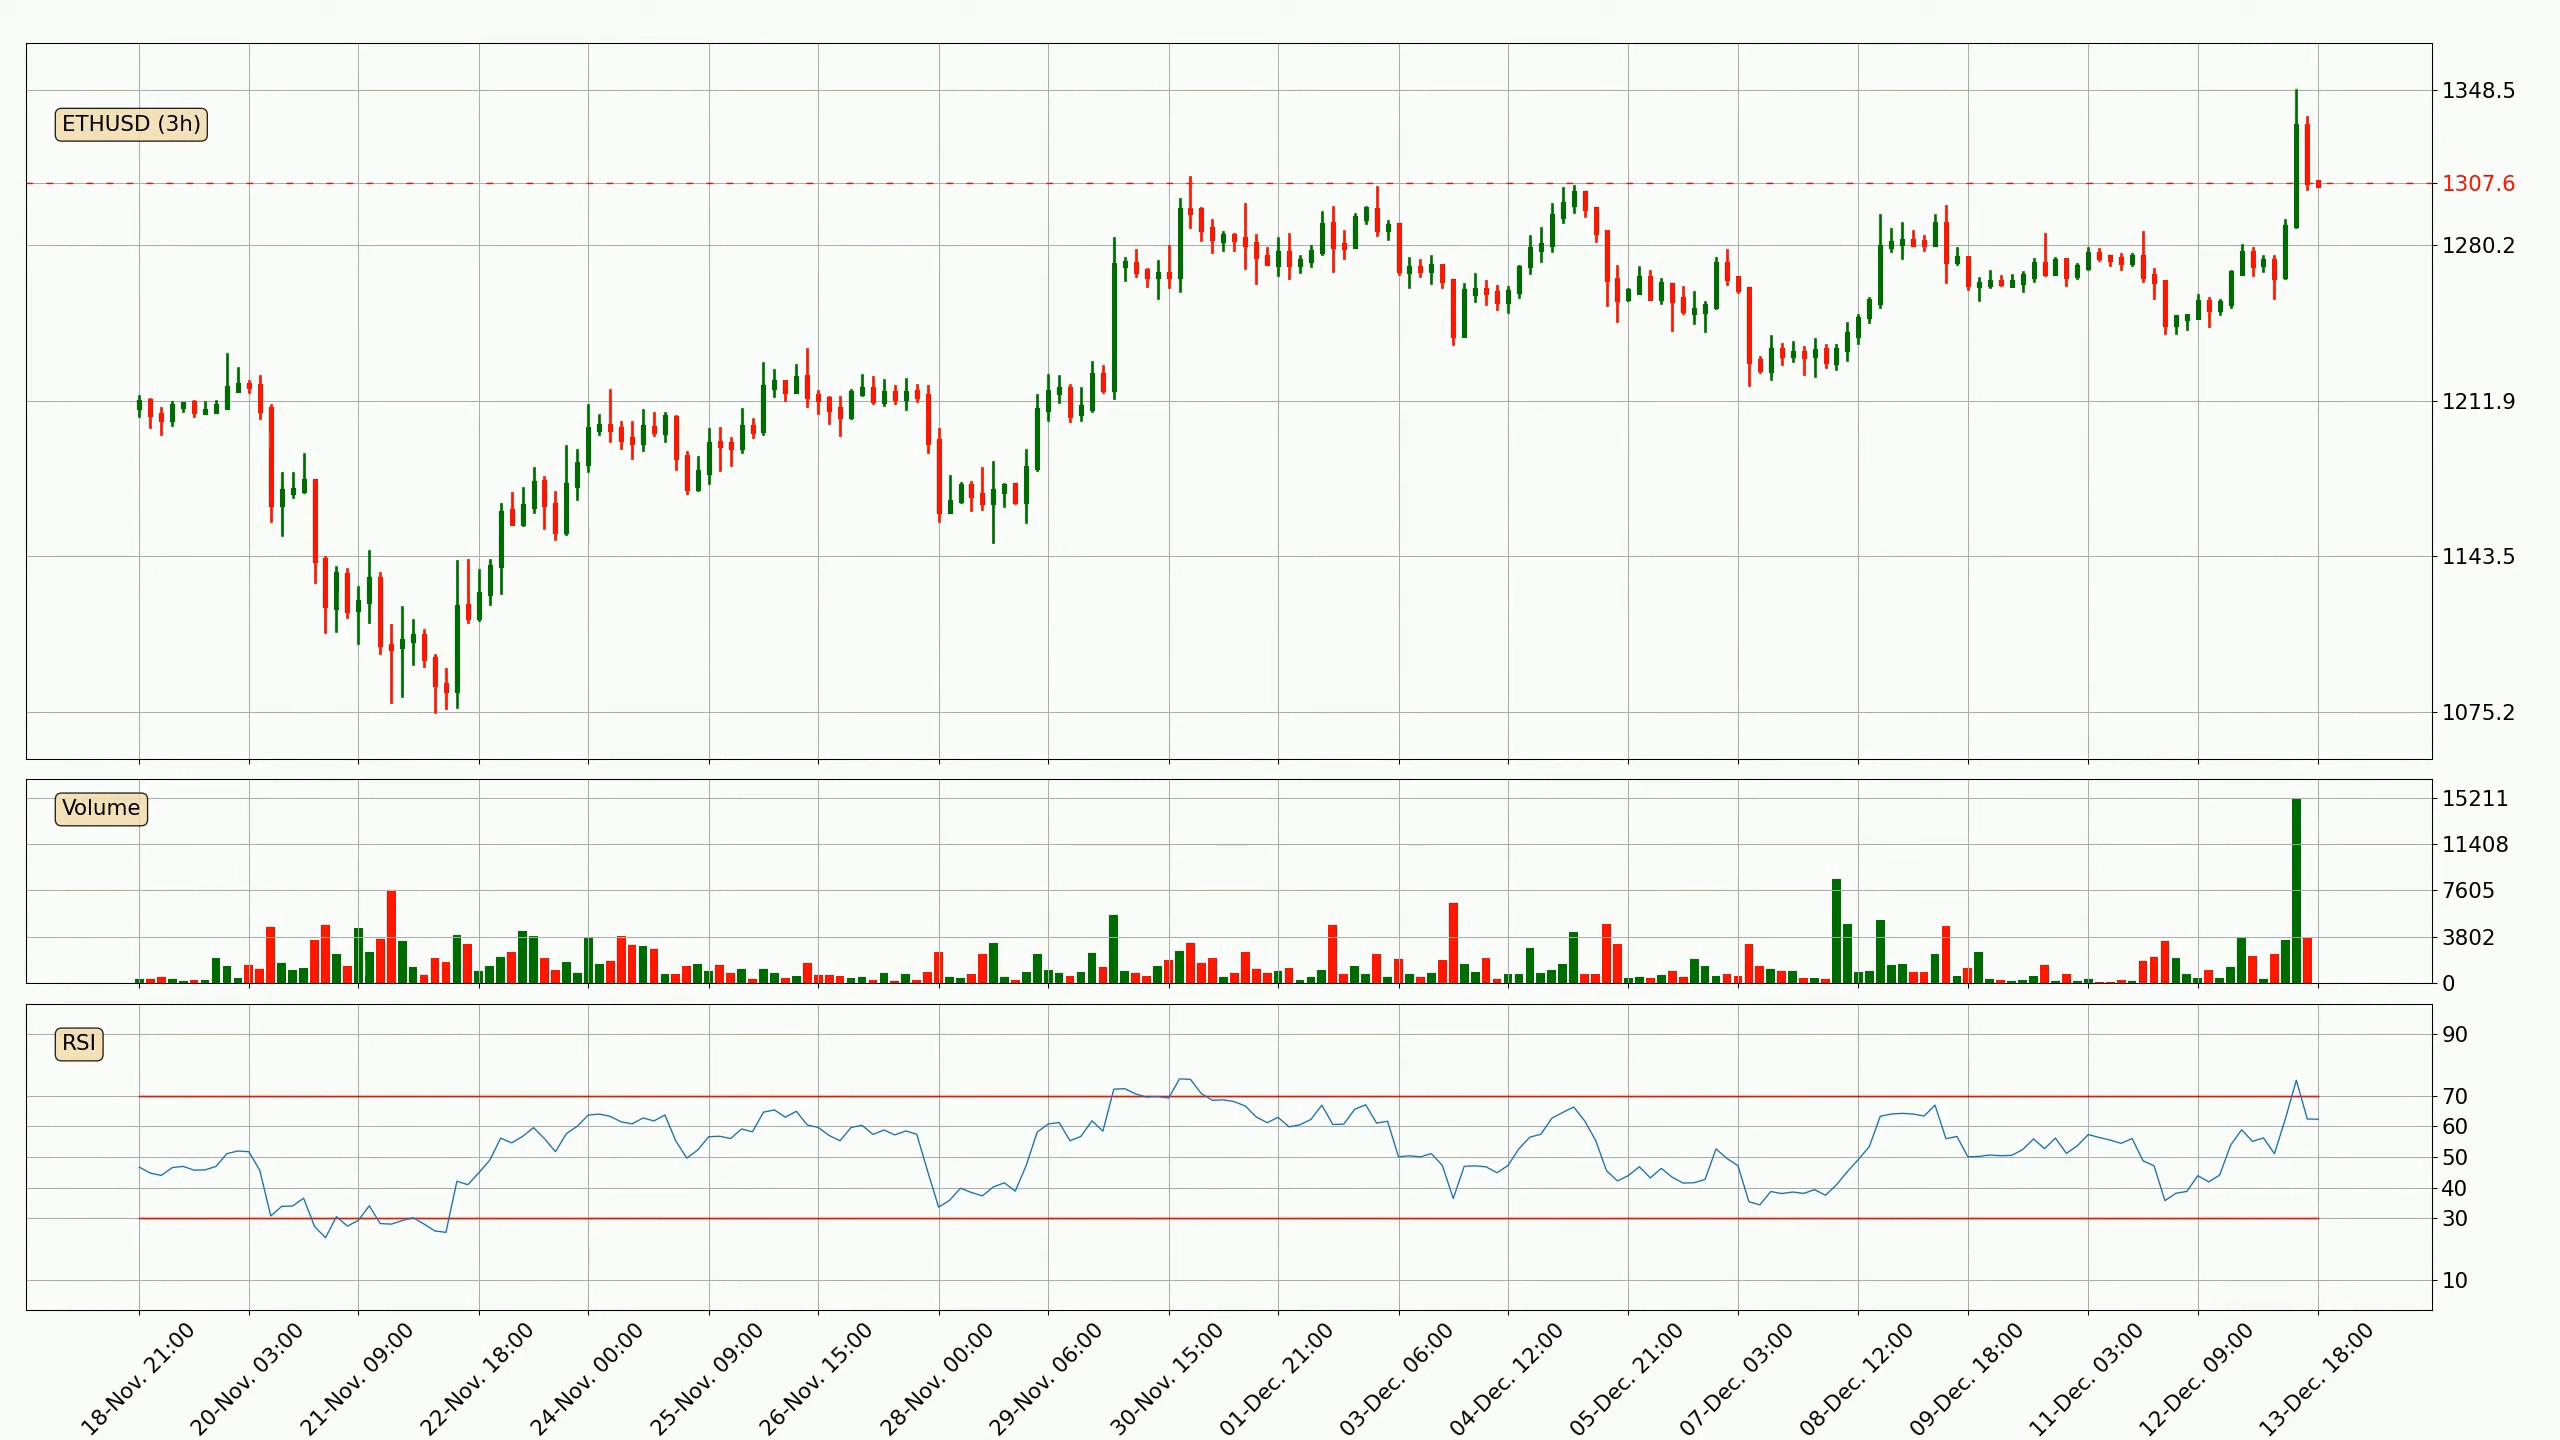 ETHUSD (3h)
1348.5
1307.6
1280.2
1211.9
1143.5
1075.2
Volume
15211
11408
7605
3802
0
RSI
90
70
60
50
40
30
10
18-Nov. 21:00
20-Nov. 03:00
21-Nov. 09:00
22-Nov. 18:00
24-Nov. 00:00
25-Nov. 09:00
26-Nov. 15:00
28-Nov. 00:00
29-Nov. 06:00
30-Nov. 15:00
01-Dec. 21:00
03-Dec. 06:00
04-Dec. 12:00
05-Dec. 21:00
07-Dec. 03:00
08-Dec. 12:00
09-Dec. 18:00
11-Dec. 03:00
12-Dec. 09:00
13-Dec. 18:00